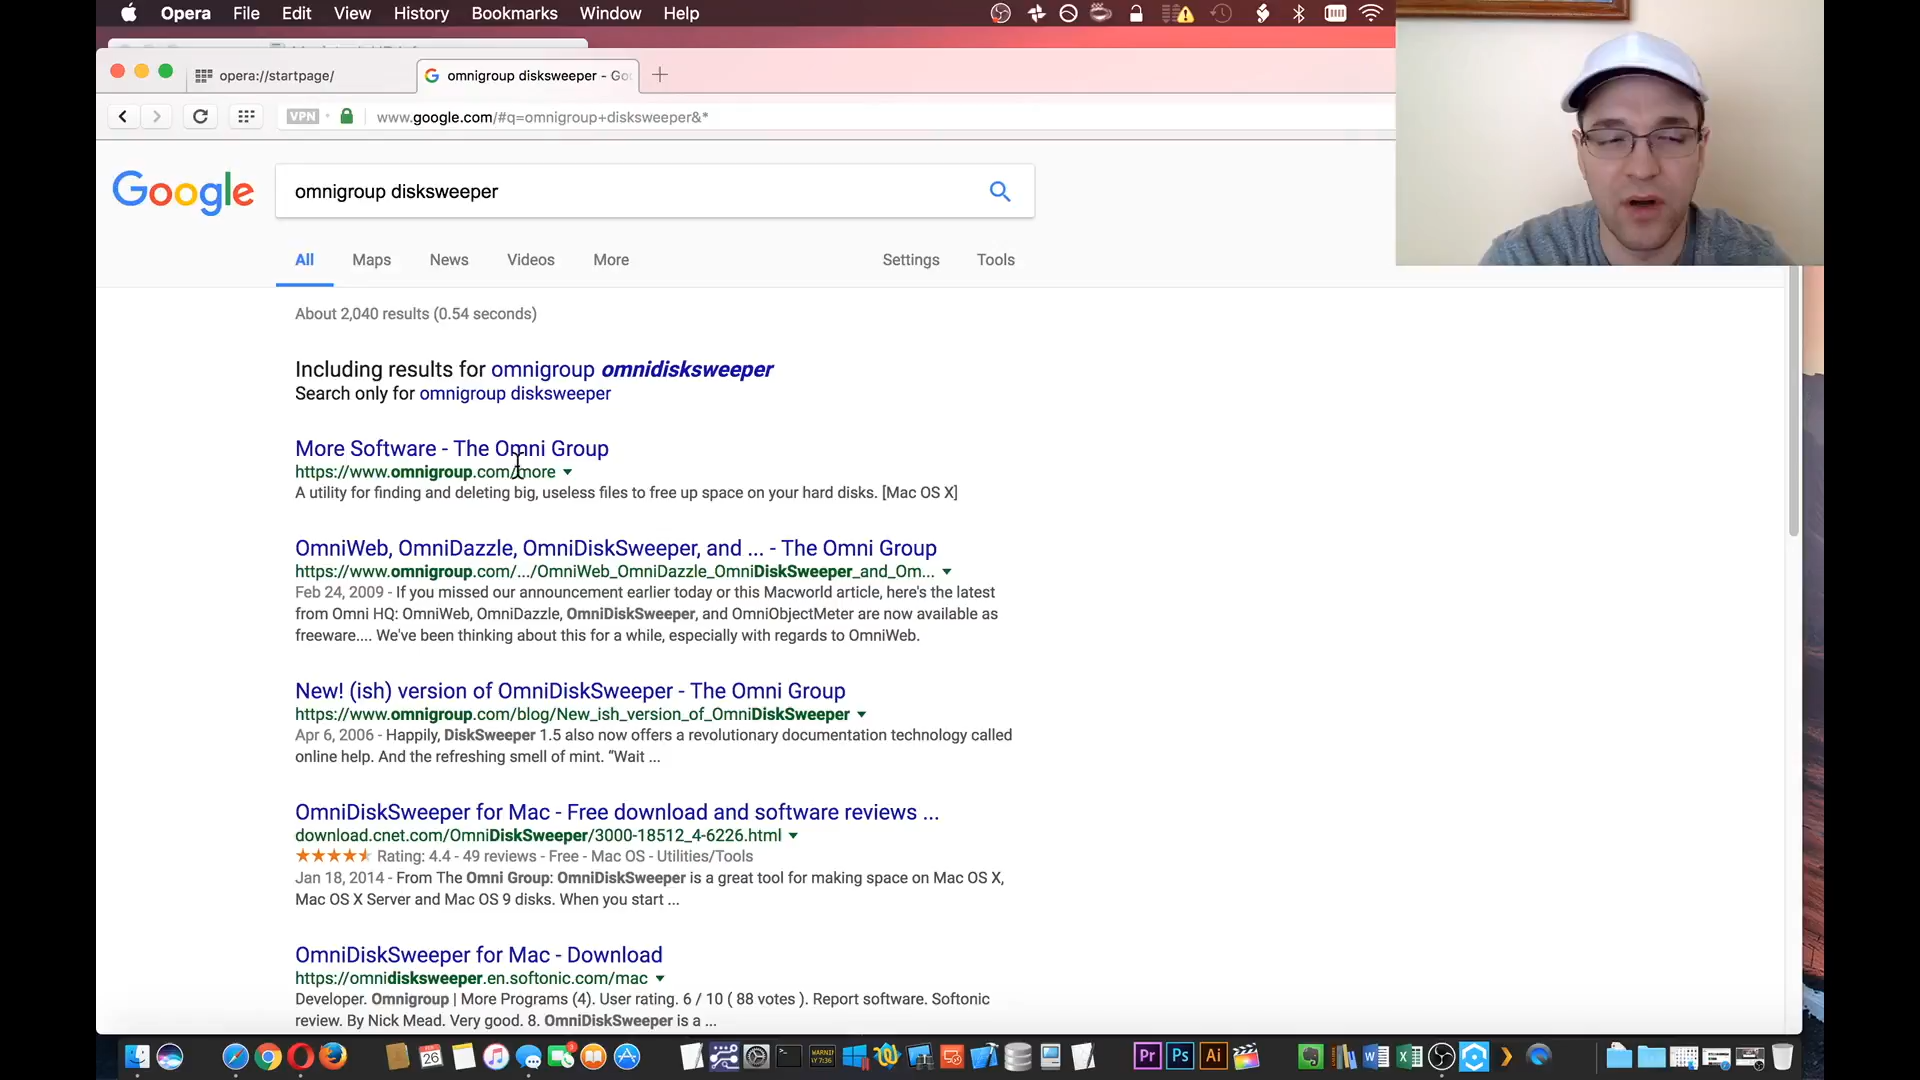 Opera File Edit View History Bookmarks Window Help
opera://startpage/
omnigroup disksweeper - Go
VPN
www.google.com/#q=omnigroup+disksweeper&*
Google
omnigroup disksweeper
All Maps News Videos More Settings Tools
About 2,040 results (0.54 seconds)
Including results for omnigroup omnidisksweeper
Search only for omnigroup disksweeper
More Software - The Omni Group
https://www.omnigroup.com/more
A utility for finding and deleting big, useless files to free up space on your hard disks. [Mac OS X]
OmniWeb, OmniDazzle, OmniDiskSweeper, and ... - The Omni Group
https://www.omnigroup.com/.../OmniWeb_OmniDazzle_OmniDiskSweeper_and_Om...
Feb 24, 2009 - If you missed our announcement earlier today or this Macworld article, here's the latest
from Omni HQ: OmniWeb, OmniDazzle, OmniDiskSweeper, and OmniObjectMeter are now available as
freeware.... We've been thinking about this for a while, especially with regards to OmniWeb.
New! (ish) version of OmniDiskSweeper - The Omni Group
https://www.omnigroup.com/blog/New_ish_version_of_OmniDiskSweeper
Apr 6, 2006 - Happily, DiskSweeper 1.5 also now offers a revolutionary documentation technology called
online help. And the refreshing smell of mint. “Wait ...
OmniDiskSweeper for Mac - Free download and software reviews ...
download.cnet.com/OmniDiskSweeper/3000-18512_4-6226.html
Rating: 4.4 - 49 reviews - Free - Mac OS - Utilities/Tools
Jan 18, 2014 - From The Omni Group: OmniDiskSweeper is a great tool for making space on Mac OS X,
Mac OS X Server and Mac OS 9 disks. When you start ...
OmniDiskSweeper for Mac - Download
https://omnidisksweeper.en.softonic.com/mac
Developer. Omnigroup | More Programs (4). User rating. 6 / 10 ( 88 votes ). Report software. Softonic
review. By Nick Mead. Very good. 8. OmniDiskSweeper is a ...
26
Pr Ps Ai